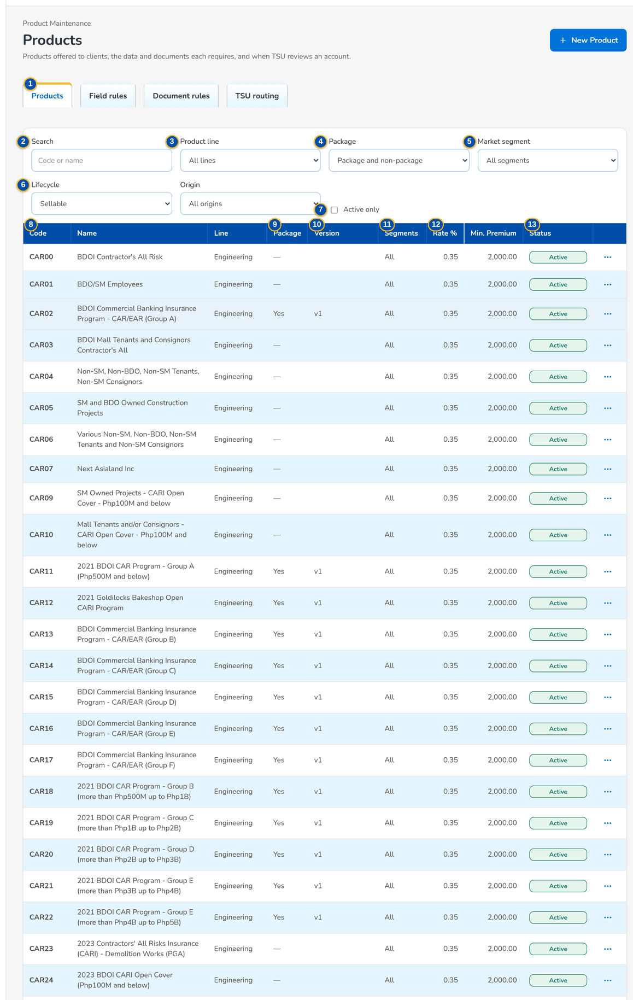 Product Maintenance
Products
+ New Product
Products offered to clients, the data and documents each requires, and when TSU reviews an account.
1
Products Field rules Document rules TSU routing
2 Search 3 Product line 4 Package 5 Market segment
Code or name All lines Package and non-package All segments
6 Lifecycle Origin
Sellable All origins 7 Active only
8 9 10 11 12 13
Code Name Line Package Version Segments Rate % Min. Premium Status
CAR00 BDOI Contractor's All Risk Engineering — All 0.35 2,000.00 Active ...
CAR01 BDO/SM Employees Engineering — All 0.35 2,000.00 Active ...
CAR02 BDOI Commercial Banking Insurance
Program - CAR/EAR (Group A) Engineering Yes v1 All 0.35 2,000.00 Active ...
CAR03 BDOI Mall Tenants and Consignors
Contractor's All Engineering — All 0.35 2,000.00 Active ...
CAR04 Non-SM, Non-BDO, Non-SM Tenants,
Non-SM Consignors Engineering — All 0.35 2,000.00 Active ...
CAR05 SM and BDO Owned Construction
Projects Engineering — All 0.35 2,000.00 Active ...
CAR06 Various Non-SM, Non-BDO, Non-SM
Tenants and Non-SM Consignors Engineering — All 0.35 2,000.00 Active ...
CAR07 Next Asialand Inc Engineering — All 0.35 2,000.00 Active ...
CAR09 SM Owned Projects - CARI Open
Cover - Php100M and below Engineering — All 0.35 2,000.00 Active ...
CAR10 Mall Tenants and/or Consignors -
CARI Open Cover - Php100M and
below Engineering — All 0.35 2,000.00 Active ...
CAR11 2021 BDOI CAR Program - Group A
(Php500M and below) Engineering Yes v1 All 0.35 2,000.00 Active ...
CAR12 2021 Goldilocks Bakeshop Open
CARI Program Engineering Yes v1 All 0.35 2,000.00 Active ...
CAR13 BDOI Commercial Banking Insurance
Program - CAR/EAR (Group B) Engineering Yes v1 All 0.35 2,000.00 Active ...
CAR14 BDOI Commercial Banking Insurance
Program - CAR/EAR (Group C) Engineering Yes v1 All 0.35 2,000.00 Active ...
CAR15 BDOI Commercial Banking Insurance
Program - CAR/EAR (Group D) Engineering Yes v1 All 0.35 2,000.00 Active ...
CAR16 BDOI Commercial Banking Insurance
Program - CAR/EAR (Group E) Engineering Yes v1 All 0.35 2,000.00 Active ...
CAR17 BDOI Commercial Banking Insurance
Program - CAR/EAR (Group F) Engineering Yes v1 All 0.35 2,000.00 Active ...
CAR18 2021 BDOI CAR Program - Group B
(more than Php500M up to Php1B) Engineering Yes v1 All 0.35 2,000.00 Active ...
CAR19 2021 BDOI CAR Program - Group C
(more than Php1B up to Php2B) Engineering Yes v1 All 0.35 2,000.00 Active ...
CAR20 2021 BDOI CAR Program - Group D
(more than Php2B up to Php3B) Engineering Yes v1 All 0.35 2,000.00 Active ...
CAR21 2021 BDOI CAR Program - Group E
(more than Php3B up to Php4B) Engineering Yes v1 All 0.35 2,000.00 Active ...
CAR22 2021 BDOI CAR Program - Group E
(more than Php4B up to Php5B) Engineering Yes v1 All 0.35 2,000.00 Active ...
CAR23 2023 Contractors' All Risks Insurance
(CARI) - Demolition Works (PGA) Engineering — All 0.35 2,000.00 Active ...
CAR24 2023 BDOI CARI Open Cover
(Php100M and below) Engineering — All 0.35 2,000.00 Active ...